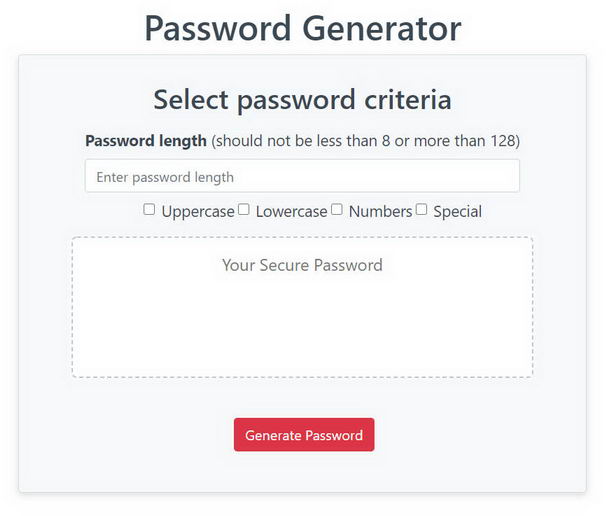 Password Generator
Select password criteria
Password length (should not be less than 8 or more than 128)
Enter password length
Uppercase Lowercase Numbers Special
Your Secure Password
Generate Password